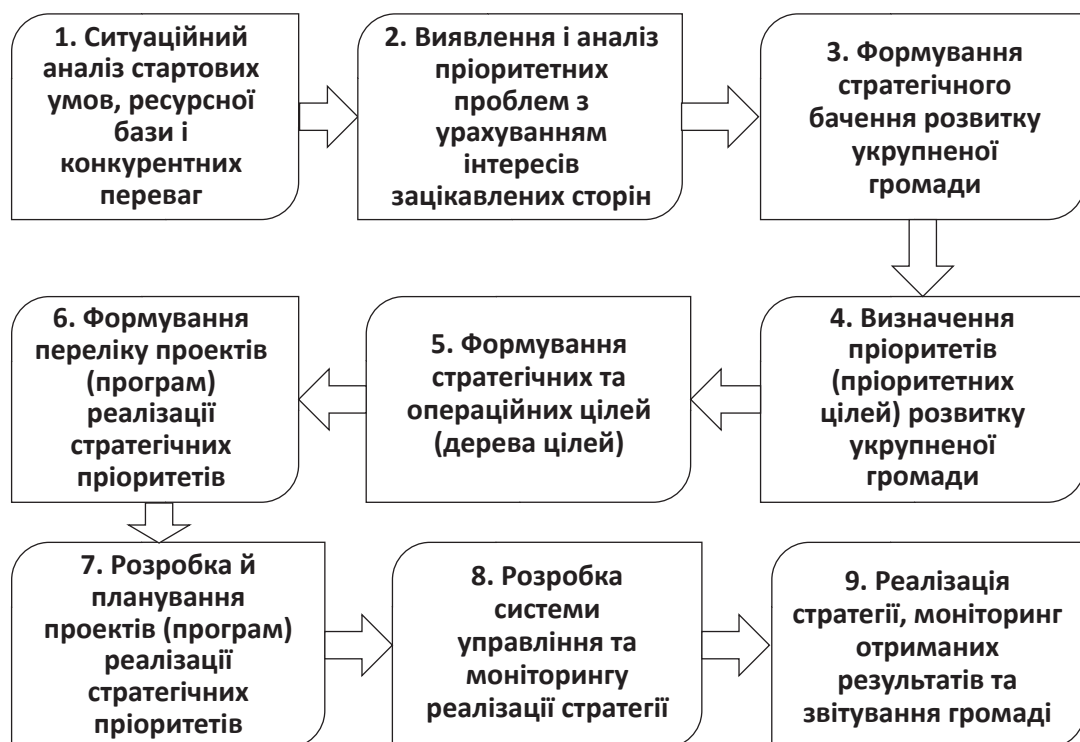 1. Ситуаційний
аналіз стартових
умов, ресурсної
бази і
конкурентних
переваг
2. Виявлення і аналіз
пріоритетних
проблем з
урахуванням
інтересів
зацікавлених сторін
3. Формування
стратегічного
бачення розвитку
укрупненої
громади
4. Визначення
пріоритетів
(пріоритетних
цілей) розвитку
укрупненої
громади
5. Формування
стратегічних та
операційних цілей
(дерева цілей)
6. Формування
переліку проектів
(програм)
реалізації
стратегічних
пріоритетів
7. Розробка й
планування
проектів (програм)
реалізації
стратегічних
пріоритетів
8. Розробка
системи
управління та
моніторингу
реалізації стратегії
9. Реалізація
стратегії, моніторинг
отриманих
результатів та
звітування громаді